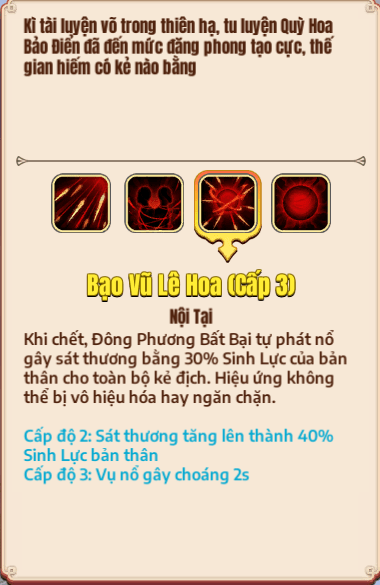 Kì tài luyện võ trong thiên hạ, tu luyện Quỳ Hoa
Bảo Điển đã đến mức đăng phong tạo cực, thế
gian hiếm có kẻ nào bằng
Bạo Vũ Lê Hoa (Cấp 3)
Nội Tại
Khi chết, Đông Phương Bất Bại tự phát nổ
gây sát thương bằng 30% Sinh Lực của bản
thân cho toàn bộ kẻ địch. Hiệu ứng không
thể bị vô hiệu hóa hay ngăn chặn.
Cấp độ 2: Sát thương tăng lên thành 40%
Sinh Lực bản thân
Cấp độ 3: Vụ nổ gây choáng 2s